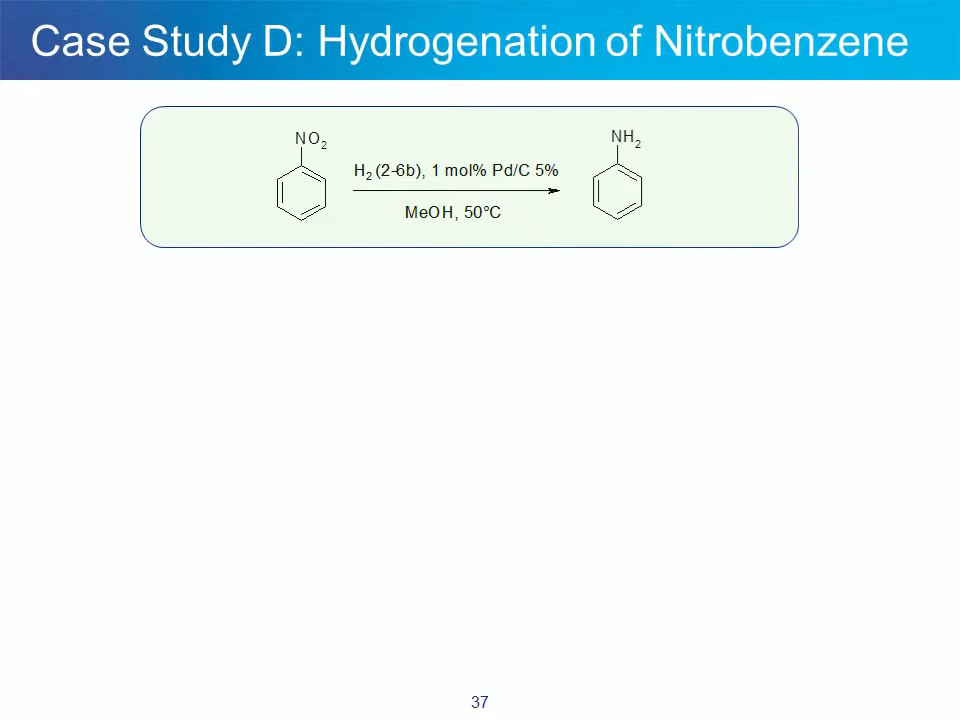 Case Study D: Hydrogenation of Nitrobenzene
NO2
NH2
H2 (2-6b), 1 mol% Pd/C 5%
MeOH, 50°C
37